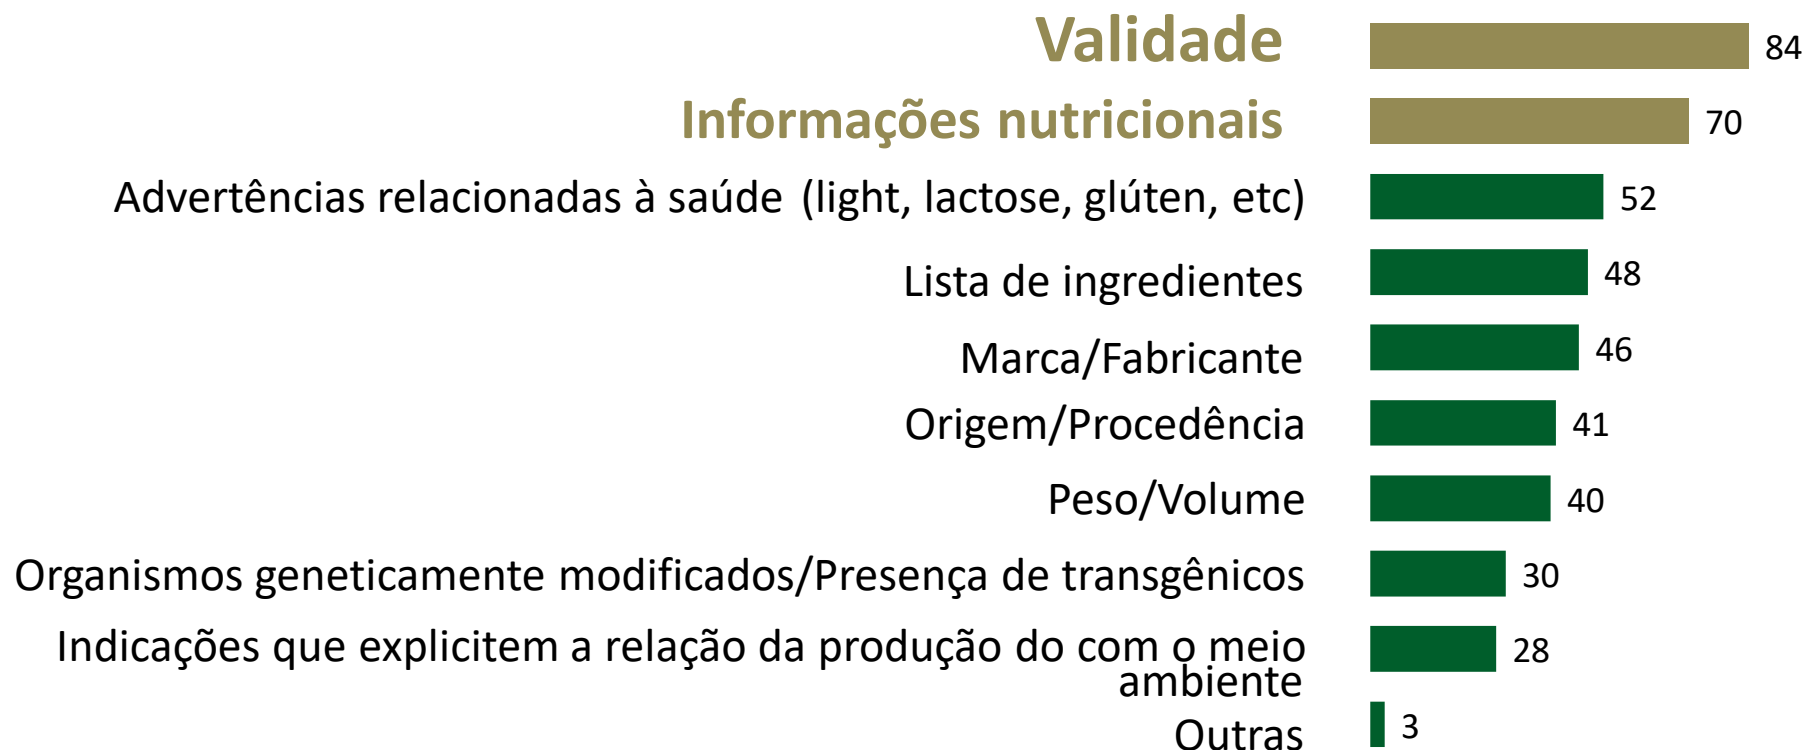 Validade 84
Informações nutricionais 70
Advertências relacionadas à saúde (light, lactose, glúten, etc) 52
Lista de ingredientes 48
Marca/Fabricante 46
Origem/Procedência 41
Peso/Volume 40
Organismos geneticamente modificados/Presença de transgênicos 30
Indicações que explicitem a relação da produção do com o meio 28
ambiente
Outras 3